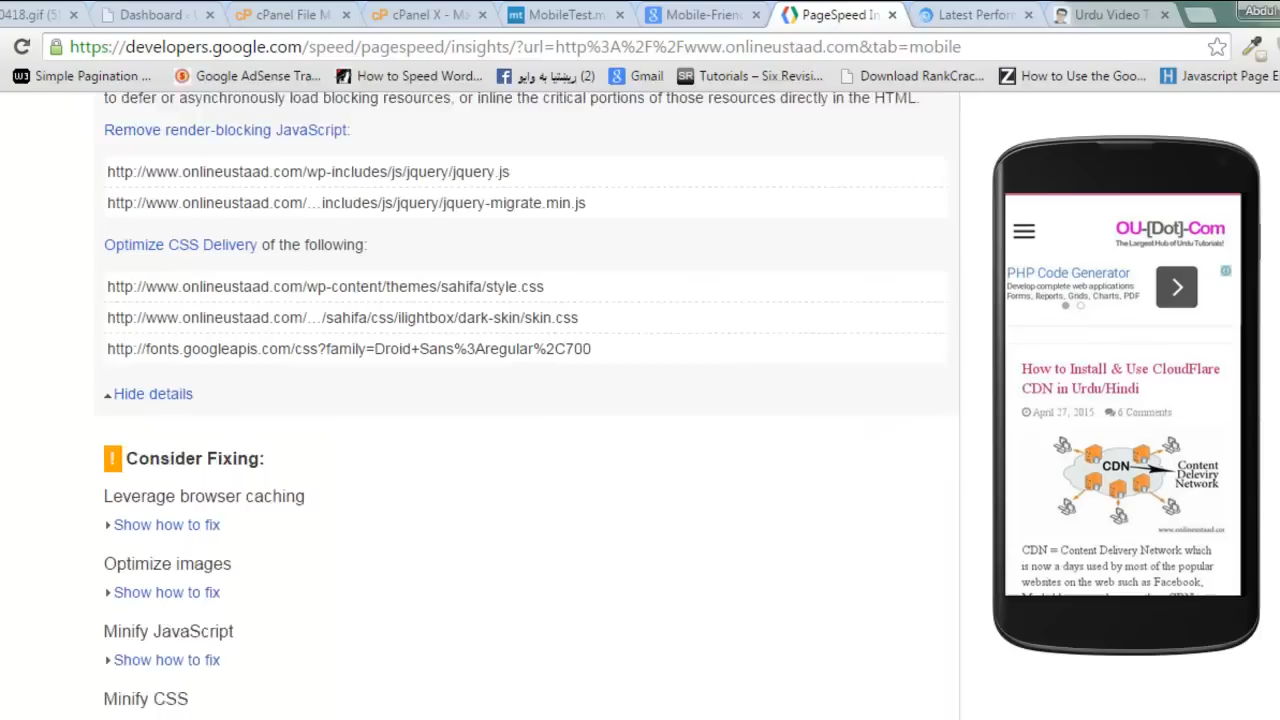 0418.gif (5
Dashboard ‹
cPanel File M
cPanel X - Ma
MobileTest.m
Mobile-Frien
PageSpeed In
Latest Perfor
Urdu Video T
Abdul
https://developers.google.com/speed/pagespeed/insights/?url=http%3A%2F%2Fwww.onlineustaad.com&tab=mobile
Simple Pagination ...
Google AdSense Tra...
How to Speed Word...
(2)
Gmail
Tutorials – Six Revisi...
Download RankCrac...
How to Use the Goo...
Javascript Page E
to defer or asynchronously load blocking resources, or inline the critical portions of those resources directly in the HTML.
Remove render-blocking JavaScript:
http://www.onlineustaad.com/wp-includes/js/jquery/jquery.js
http://www.onlineustaad.com/…includes/js/jquery/jquery-migrate.min.js
Optimize CSS Delivery of the following:
http://www.onlineustaad.com/wp-content/themes/sahifa/style.css
http://www.onlineustaad.com/…/sahifa/css/ilightbox/dark-skin/skin.css
http://fonts.googleapis.com/css?family=Droid+Sans%3Aregular%2C700
Hide details
! Consider Fixing:
Leverage browser caching
Show how to fix
Optimize images
Show how to fix
Minify JavaScript
Show how to fix
Minify CSS
OU-[Dot]-Com
The Largest Hub of Urdu Tutorials!
PHP Code Generator
Develop complete web applications
Forms, Reports, Grids, Charts, PDF
How to Install & Use CloudFlare
CDN in Urdu/Hindi
April 27, 2015 6 Comments
CDN
Content
Deleviry
Network
www.onlineustaad.co
CDN = Content Delivery Network which
is now a days used by most of the popular
websites on the web such as Facebook,